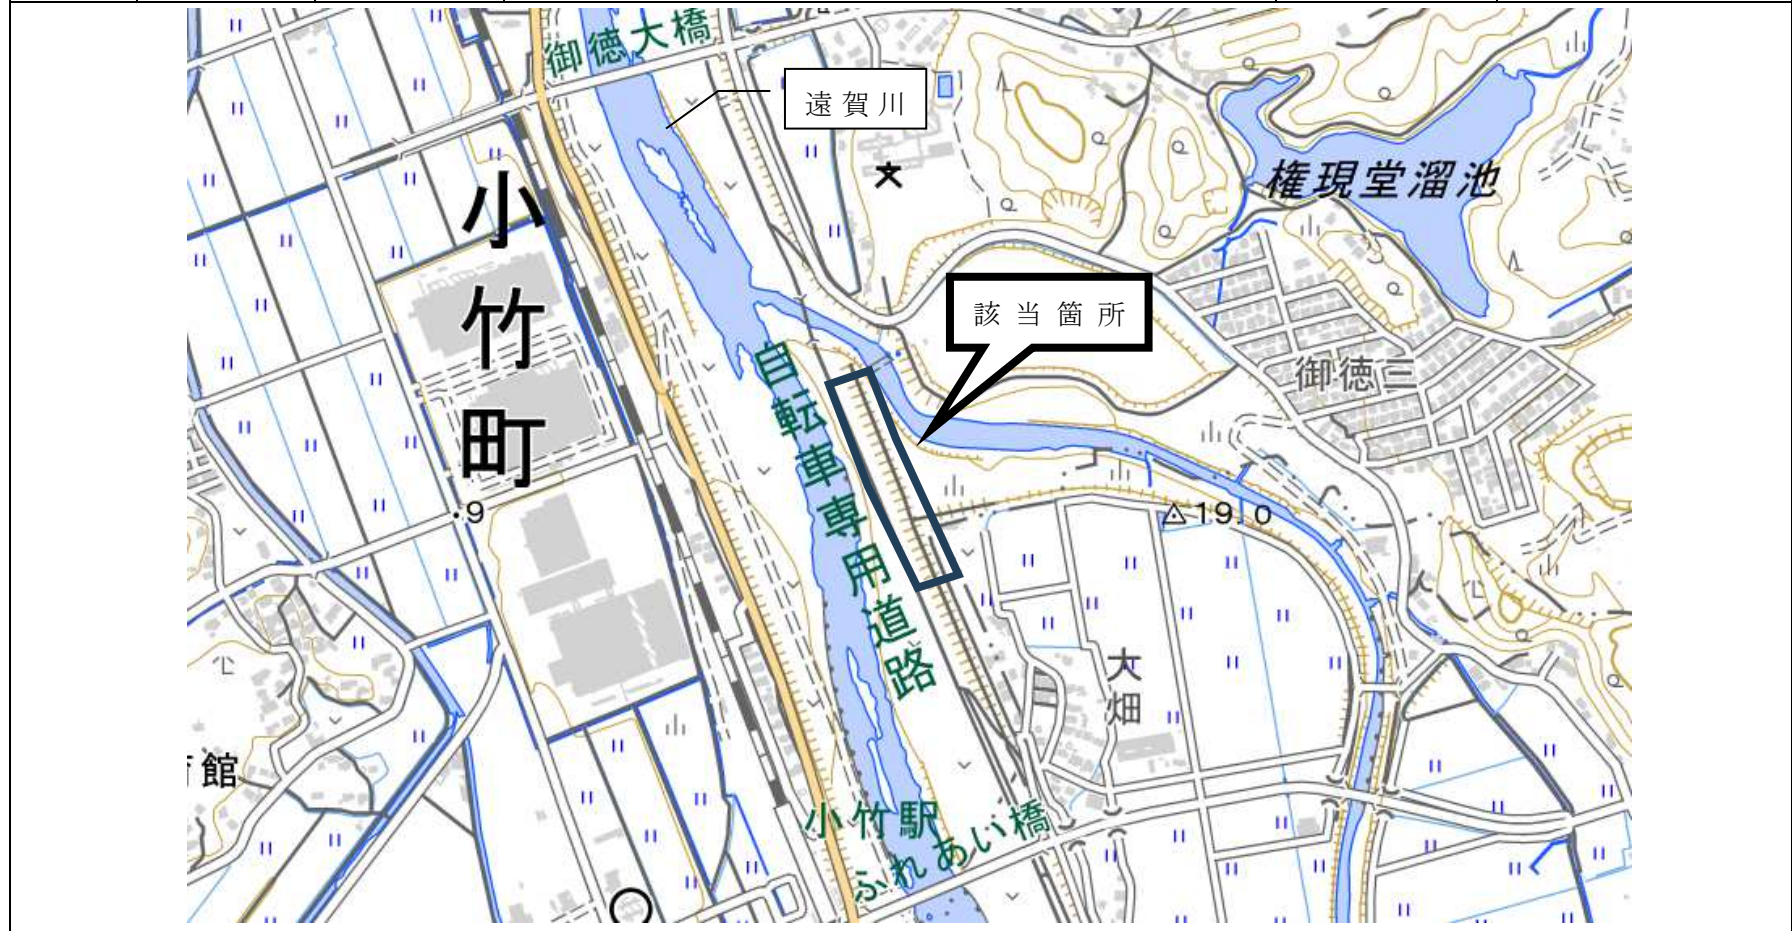 御徳大橋
遠賀川
権現堂溜池
小竹町
該当箇所
御徳三
自転車専用道路
.9
19.0
大畑
館
小竹駅
ふれあい橋